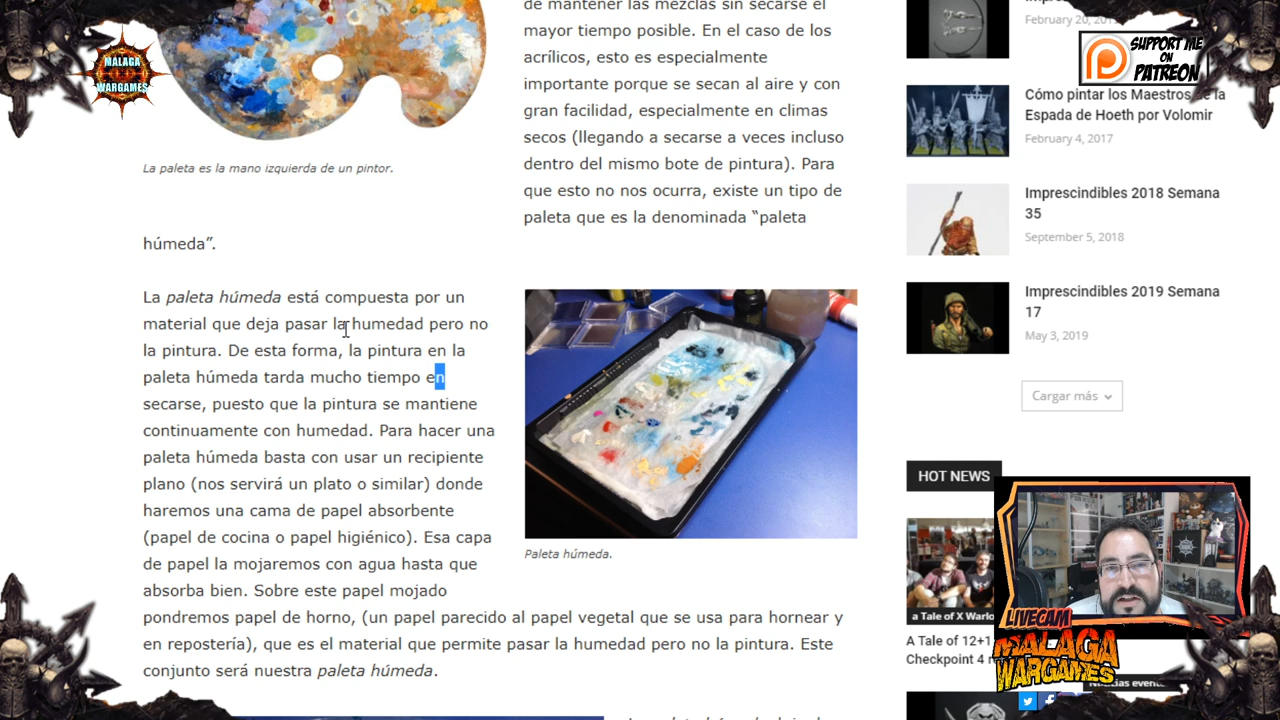 MALAGA
WARGAMES
La paleta es la mano izquierda de un pintor.
de mantener las mezclas sin secarse el
mayor tiempo posible. En el caso de los
acrílicos, esto es especialmente
importante porque se secan al aire y con
gran facilidad, especialmente en climas
secos (llegando a secarse a veces incluso
dentro del mismo bote de pintura). Para
que esto no nos ocurra, existe un tipo de
paleta que es la denominada “paleta
húmeda”.
La paleta húmeda está compuesta por un
material que deja pasar la humedad pero no
la pintura. De esta forma, la pintura en la
paleta húmeda tarda mucho tiempo en
secarse, puesto que la pintura se mantiene
continuamente con humedad. Para hacer una
paleta húmeda basta con usar un recipiente
plano (nos servirá un plato o similar) donde
haremos una cama de papel absorbente
(papel de cocina o papel higiénico). Esa capa
de papel la mojaremos con agua hasta que
absorba bien. Sobre este papel mojado
pondremos papel de horno, (un papel parecido al papel vegetal que se usa para hornear y
en repostería), que es el material que permite pasar la humedad pero no la pintura. Este
conjunto será nuestra paleta húmeda.
Paleta húmeda.
February 20,
SUPPORT ME
ON
PATREON
Cómo pintar los Maestros de la
Espada de Hoeth por Volomir
February 4, 2017
Imprescindibles 2018 Semana
35
September 5, 2018
Imprescindibles 2019 Semana
17
May 3, 2019
Cargar más
HOT NEWS
a Tale of X Warlo
A Tale of 12+1
Checkpoint 4
LIVECAM
MALAGA
WARGAMES